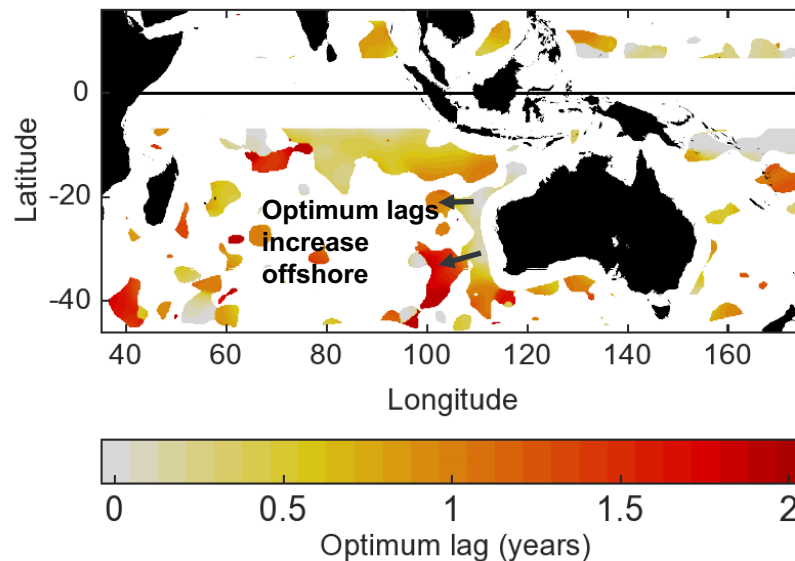 0
-20
-40
Latitude
Optimum lags
increase
offshore
40 60 80 100 120 140 160
Longitude
0 0.5 1 1.5 2
Optimum lag (years)